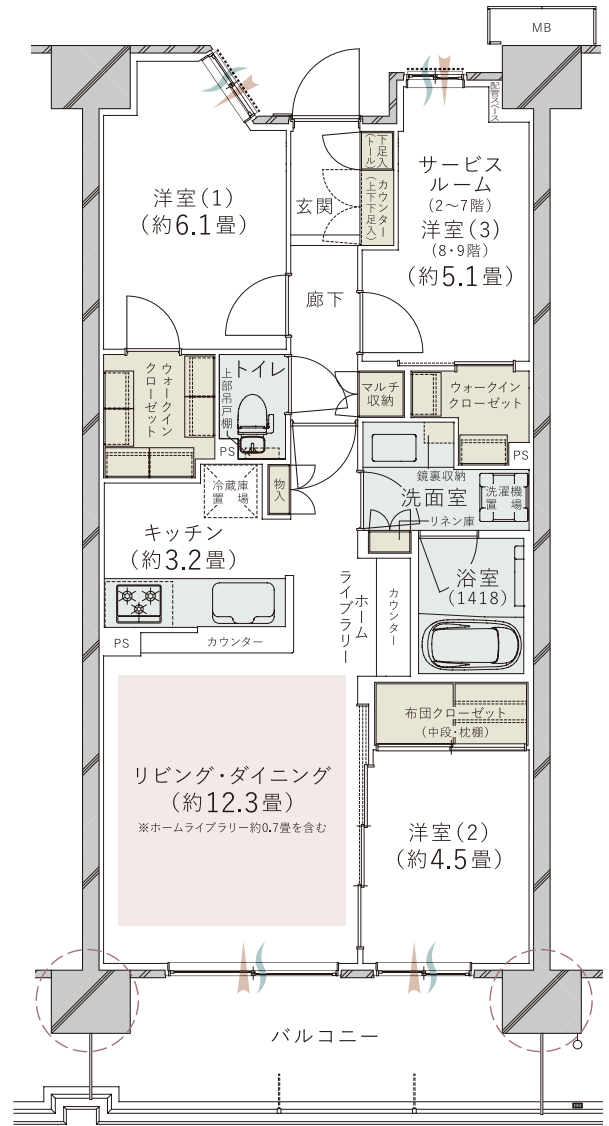 MB
配管スペース
下足入
(トール)
カウンター
(上下下足入)
玄関
洋室(1)
(約6.1畳)
サービス
ルーム
(2〜7階)
洋室(3)
(8・9階)
(約5.1畳)
廊下
ウォークイン
クローゼット
トイレ
上部吊戸棚
PS
マルチ
収納
ウォークイン
クローゼット
PS
冷蔵庫
置場
物入
鏡裏収納
洗面室
洗濯機
置場
リネン庫
キッチン
(約3.2畳)
ホーム
ライブラリー
カウンター
浴室
(1418)
PS
カウンター
布団クローゼット
(中段・枕棚)
リビング・ダイニング
(約12.3畳)
※ホームライブラリー約0.7畳を含む
洋室(2)
(約4.5畳)
バルコニー